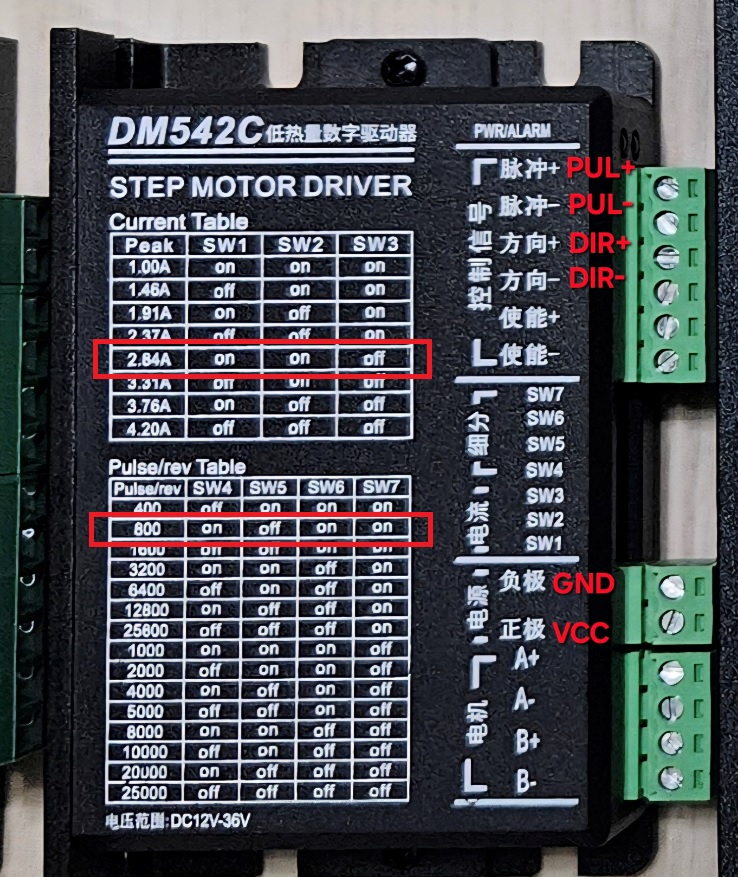 DM542C低热量数字驱动器
STEP MOTOR DRIVER
Current Table
Peak SW1 SW2 SW3
1.00A on on on
1.46A off on on
1.91A on off on
2.37A off off on
2.84A on on off
3.31A off on off
3.76A on off off
4.20A off off off
Pulse/rev Table
Pulse/rev SW4 SW5 SW6 SW7
400 off on on on
800 on off on on
1600 off off on on
3200 on on off on
6400 off on off on
12800 on off off on
25600 off off off on
1000 on on on off
2000 off on on off
4000 on off on off
5000 off off on off
8000 on on off off
10000 off on off off
20000 on off off off
25000 off off off off
电压范围:DC12V-36V
PWR/ALARM
控制信号
脉冲+ PUL+
脉冲- PUL-
方向+ DIR+
方向- DIR-
使能+
使能-
细分
SW7
SW6
SW5
SW4
电流
SW3
SW2
SW1
电源
负极 GND
正极 VCC
电机
A+
A-
B+
B-